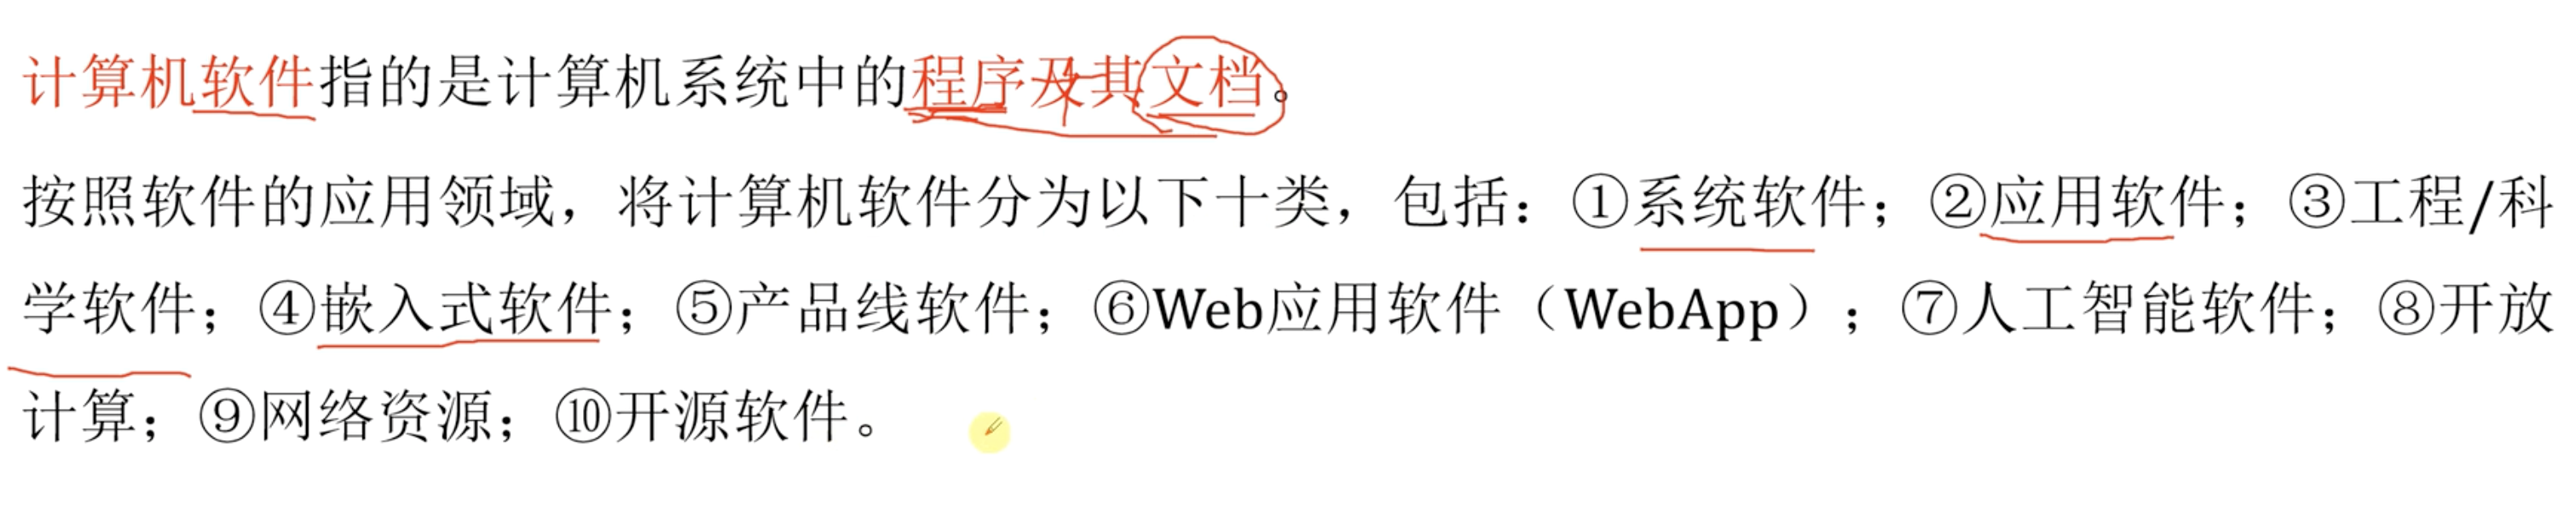 计算机软件指的是计算机系统中的程序及其文档。
按照软件的应用领域，将计算机软件分为以下十类，包括：①系统软件；②应用软件；③工程/科
学软件；④嵌入式软件；⑤产品线软件；⑥Web应用软件（WebApp）；⑦人工智能软件；⑧开放
计算；⑨网络资源；⑩开源软件。